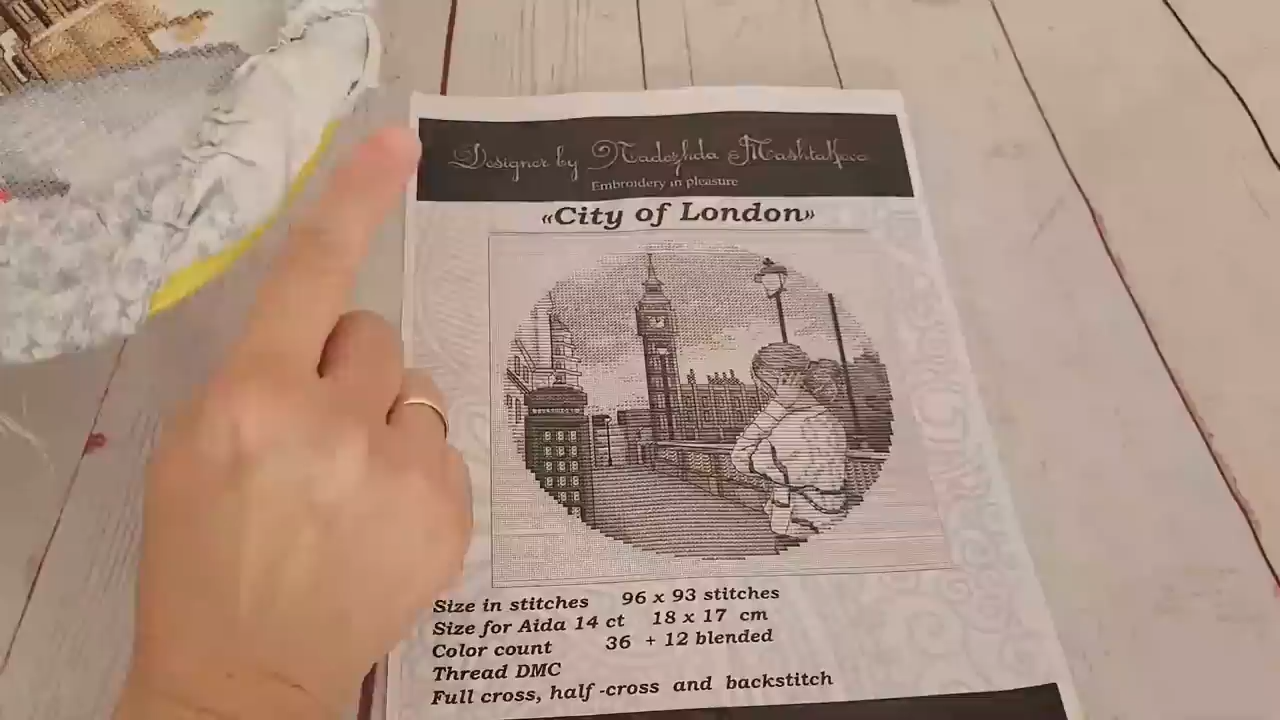 Designer by Nadezhda Mashtakova
Embroidery in pleasure
«City of London»
Size in stitches 96 x 93 stitches
Size for Aida 14 ct 18 x 17 cm
Color count 36 + 12 blended
Thread DMC
Full cross, half -cross and backstitch